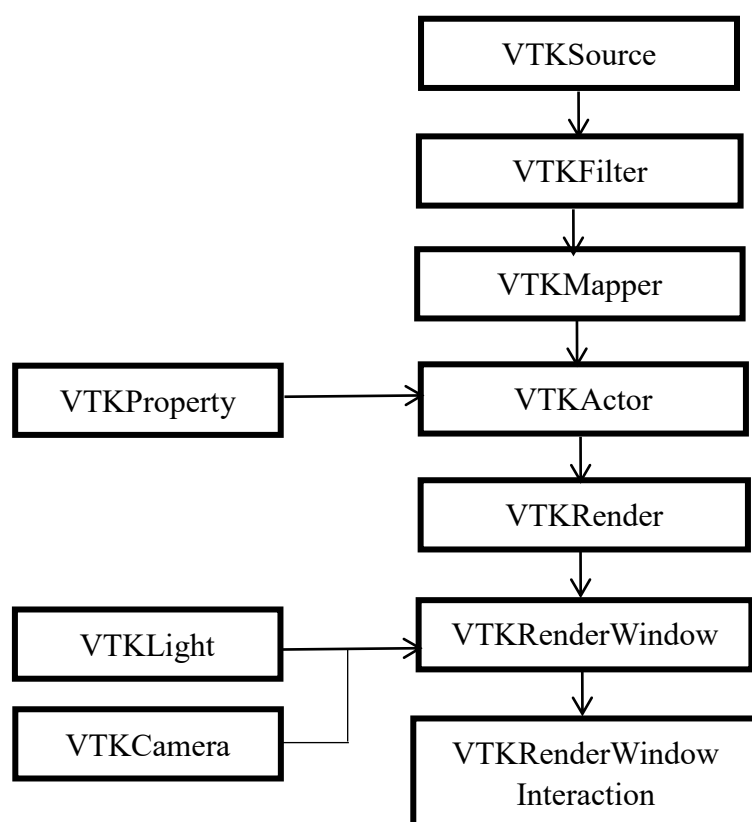 VTKSource
VTKFilter
VTKMapper
VTKProperty
VTKActor
VTKRender
VTKLight
VTKRenderWindow
VTKCamera
VTKRenderWindow
Interaction